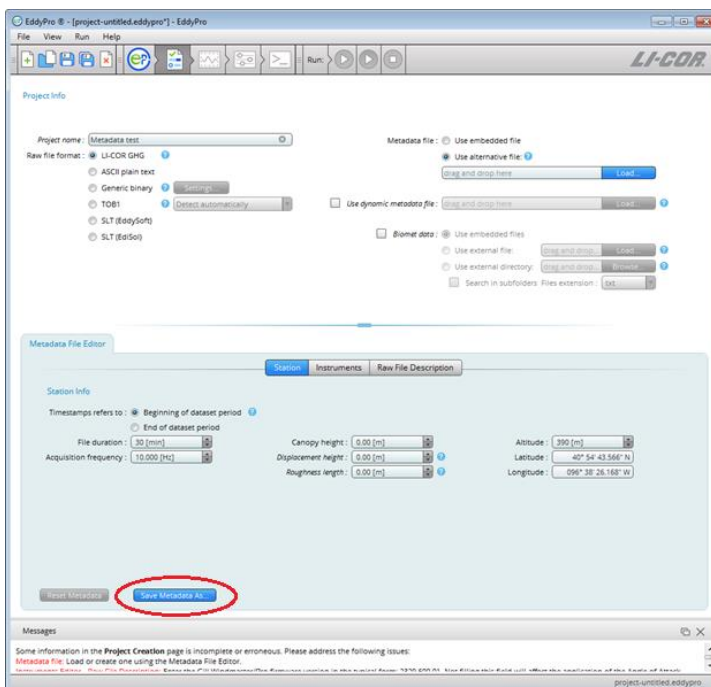 EddyPro ® - [project-untitled.eddypro*] - EddyPro
File View Run Help
Run:
LI-COR
Project Info
Project name : Metadata test
Raw file format : LI-COR GHG
ASCII plain text
Generic binary Settings...
TOB1 Detect automatically
SLT (EddySoft)
SLT (EdiSol)
Metadata file : Use embedded file
Use alternative file:
drag and drop here Load...
Use dynamic metadata file : drag and drop here Load...
Biomet data : Use embedded files
Use external file: drag and drop... Load...
Use external directory: drag and drop... Browse...
Search in subfolders Files extension : txt
Metadata File Editor
Station Instruments Raw File Description
Station Info
Timestamps refers to : Beginning of dataset period
End of dataset period
File duration : 30 [min] Canopy height : 0.00 [m] Altitude : 390 [m]
Acquisition frequency : 10.000 [Hz] Displacement height : 0.00 [m] Latitude : 40° 54' 43.566" N
Roughness length : 0.00 [m] Longitude : 096° 38' 26.168" W
Reset Metadata Save Metadata As...
Messages
Some information in the Project Creation page is incomplete or erroneous. Please address the following issues:
Metadata file: Load or create one using the Metadata File Editor.
project-untitled.eddypro